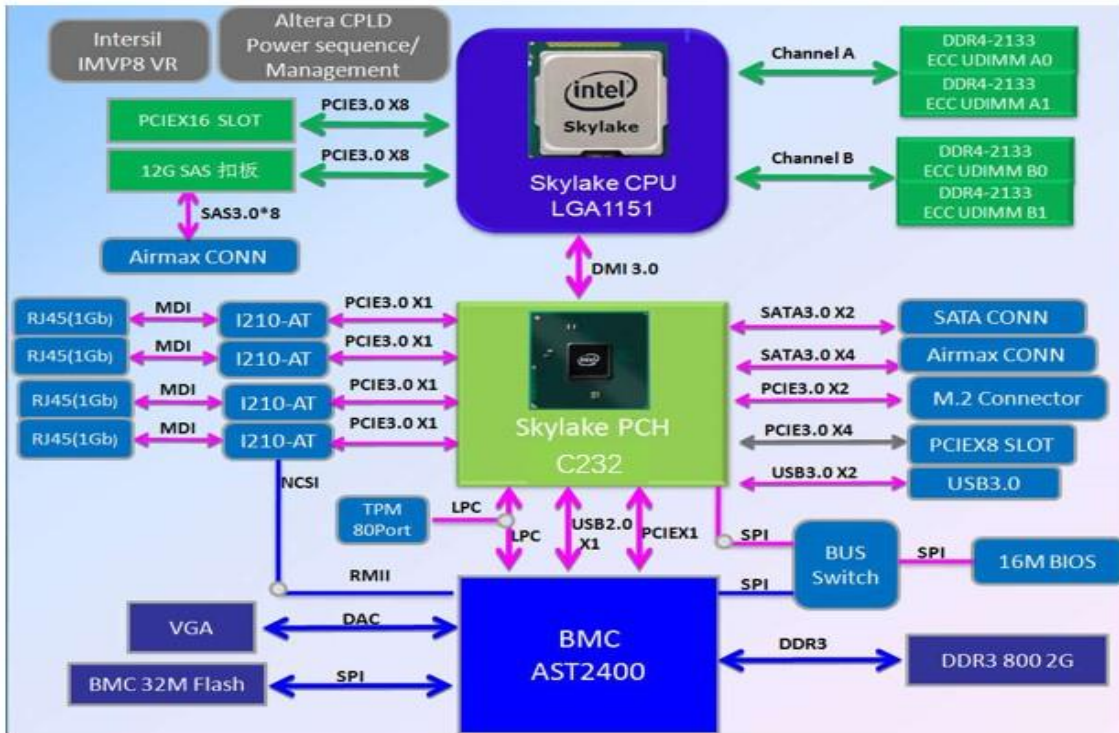 Intersil
IMVP8 VR
Altera CPLD
Power sequence/
Management
intel
Skylake
Skylake CPU
LGA1151
Channel A
DDR4-2133
ECC UDIMM A0
DDR4-2133
ECC UDIMM A1
PCIEX16 SLOT
PCIE3.0 X8
12G SAS 扣板
PCIE3.0 X8
Channel B
DDR4-2133
ECC UDIMM B0
DDR4-2133
ECC UDIMM B1
SAS3.0*8
Airmax CONN
DMI 3.0
RJ45(1Gb)
MDI
I210-AT
PCIE3.0 X1
RJ45(1Gb)
MDI
I210-AT
PCIE3.0 X1
RJ45(1Gb)
MDI
I210-AT
PCIE3.0 X1
RJ45(1Gb)
MDI
I210-AT
PCIE3.0 X1
intel
Skylake PCH
C232
SATA3.0 X2
SATA CONN
SATA3.0 X4
Airmax CONN
PCIE3.0 X2
M.2 Connector
PCIE3.0 X4
PCIEX8 SLOT
USB3.0 X2
USB3.0
NCSI
TPM
80Port
LPC
LPC
USB2.0
X1
PCIEX1
SPI
BUS
Switch
SPI
16M BIOS
RMII
SPI
VGA
DAC
BMC
AST2400
DDR3
DDR3 800 2G
BMC 32M Flash
SPI